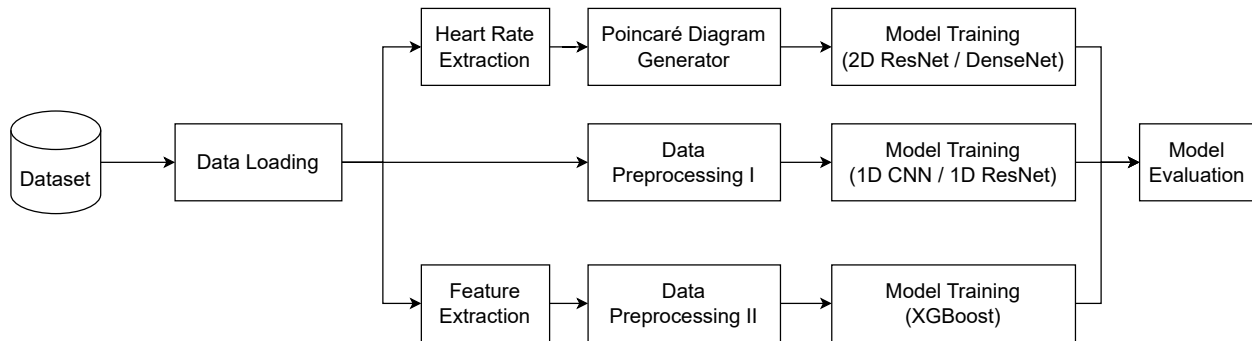 Heart Rate
Extraction
Poincaré Diagram
Generator
Model Training
(2D ResNet / DenseNet)
Dataset
Data Loading
Data
Preprocessing I
Model Training
(1D CNN / 1D ResNet)
Model
Evaluation
Feature
Extraction
Data
Preprocessing II
Model Training
(XGBoost)